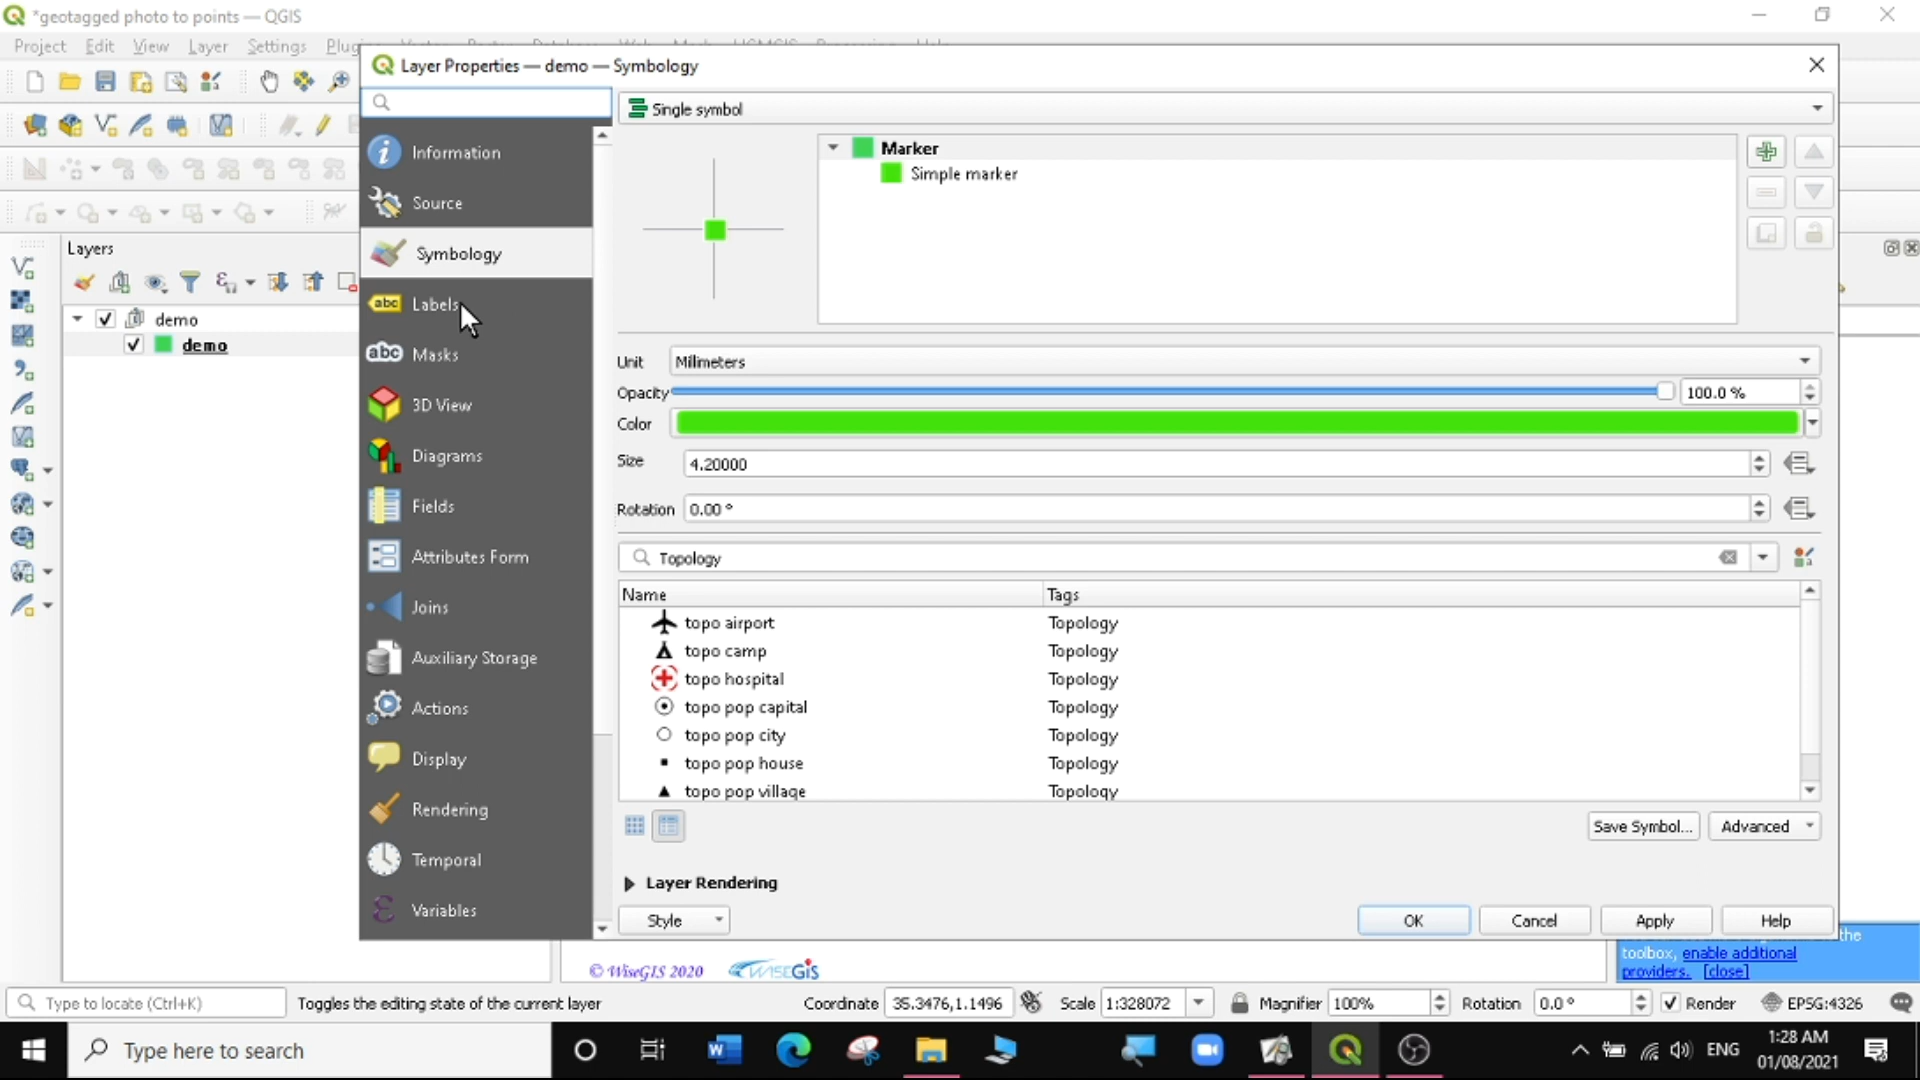 *geotagged photo to points — QGIS
Project Edit View Layer Settings
Layer Properties — demo — Symbology
Single symbol
Information
Source
Symbology
Labels
Masks
3D View
Diagrams
Fields
Attributes Form
Joins
Auxiliary Storage
Actions
Display
Rendering
Temporal
Variables
Layers
demo
demo
Marker
Simple marker
Unit Millimeters
Opacity 100.0 %
Color
Size 4.20000
Rotation 0.00 °
Topology
Name Tags
topo airport Topology
topo camp Topology
topo hospital Topology
topo pop capital Topology
topo pop city Topology
topo pop house Topology
topo pop village Topology
Save Symbol... Advanced
Layer Rendering
Style OK Cancel Apply Help
the
toolbox, enable additional
providers. [close]
© WiseGIS 2020 WISEGIS
Type to locate (Ctrl+K) Toggles the editing state of the current layer Coordinate 35.3476,1.1496 Scale 1:328072 Magnifier 100% Rotation 0.0 ° Render EPSG:4326
Type here to search ENG 1:28 AM
01/08/2021